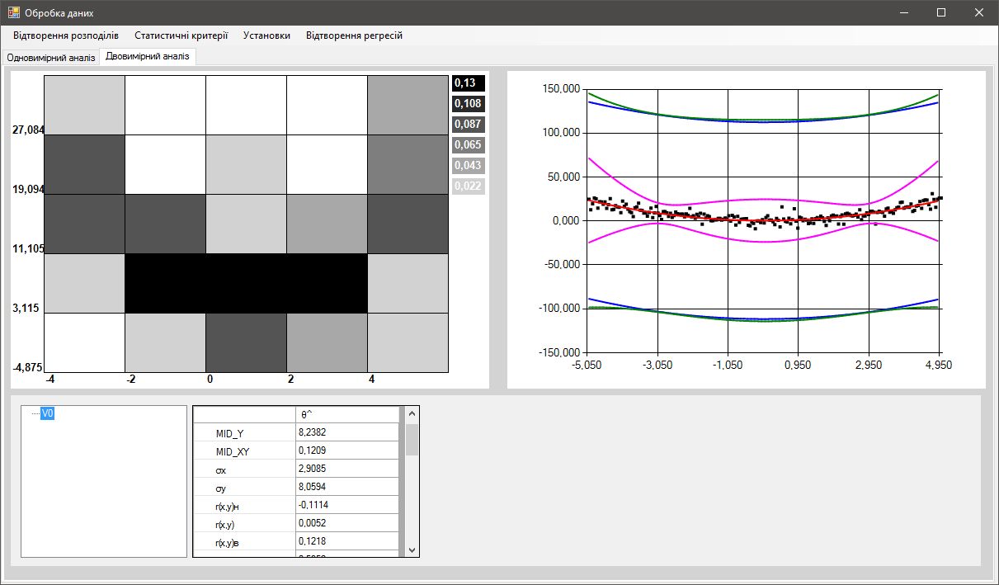 Обробка даних
Відтворення розподілів Статистичні критерії Установки Відтворення регресій
Одновимірний аналіз Двовимірний аналіз
0,13
0,108
0,087
0,065
0,043
0,022
27,084
19,094
11,105
3,115
-4,875
-4 -2 0 2 4
150,000
100,000
50,000
0,000
-50,000
-100,000
-150,000
-5,050 -3,050 -1,050 0,950 2,950 4,950
V0
θ^
MID_Y 8,2382
MID_XY 0,1209
σx 2,9085
σy 8,0594
r(x,y)н -0,1114
r(x,y) 0,0052
r(x,y)в 0,1218